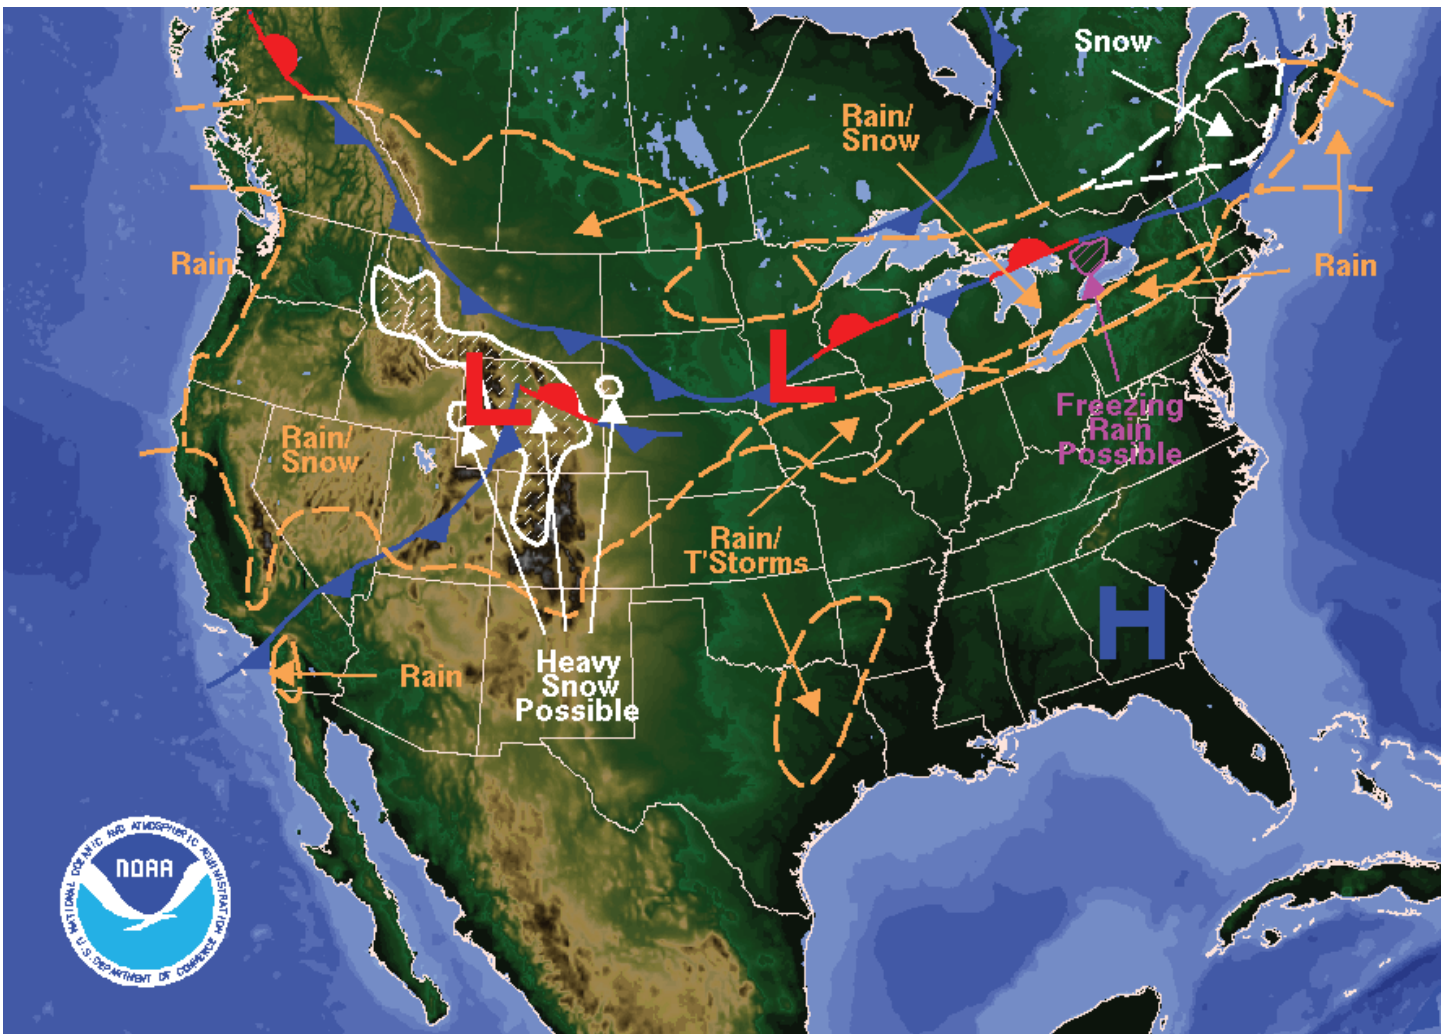 Snow
Rain/
Snow
Rain
Rain
Freezing
Rain
Possible
Rain/
Snow
Rain/
T'Storms
H
L
L
Rain
Heavy
Snow
Possible
NATIONAL OCEANIC AND ATMOSPHERIC ADMINISTRATION
NOAA
U.S. DEPARTMENT OF COMMERCE